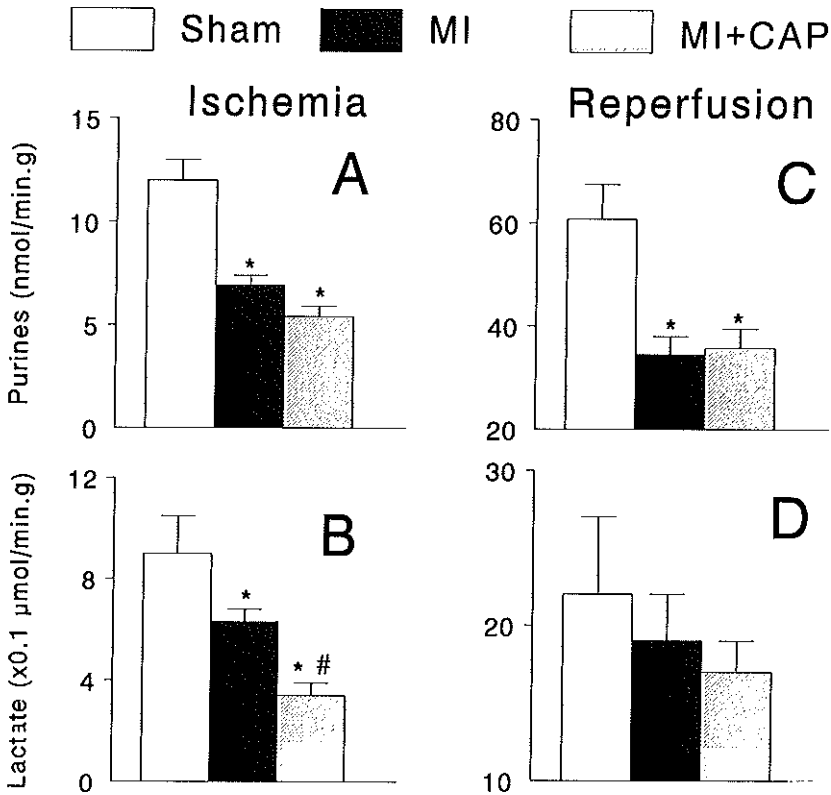 Sham MI MI+CAP
Ischemia Reperfusion
Purines (nmol/min.g)
15
10
5
0
A
*
*
80
60
40
20
C
*
*
Lactate (x0.1 µmol/min.g)
12
8
4
0
B
*
* #
30
20
10
D